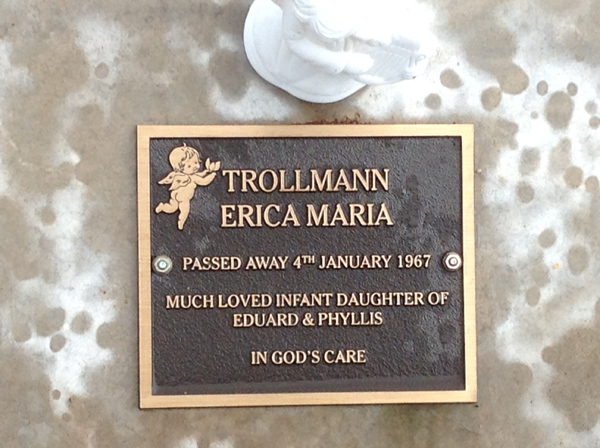 TROLLMANN
ERICA MARIA
PASSED AWAY 4TH JANUARY 1967
MUCH LOVED INFANT DAUGHTER OF
EDUARD & PHYLLIS
IN GOD'S CARE